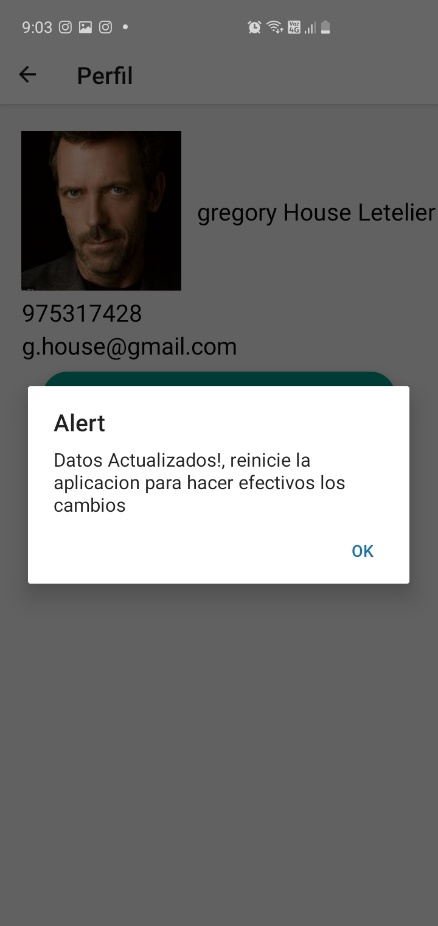 9:03
Perfil
gregory House Letelier
975317428
g.house@gmail.com
Alert
Datos Actualizados!, reinicie la
aplicacion para hacer efectivos los
cambios
OK